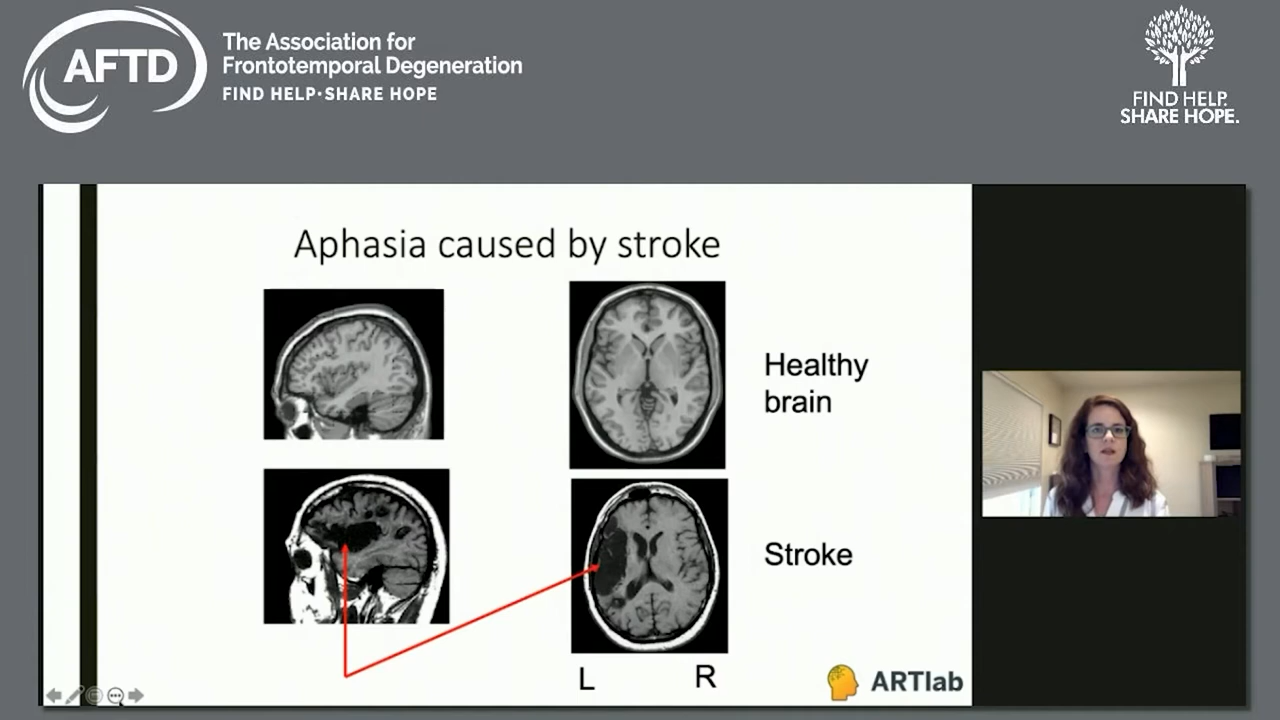 AFTD
The Association for
Frontotemporal Degeneration
FIND HELP•SHARE HOPE
FIND HELP.
SHARE HOPE.
Aphasia caused by stroke
Healthy
brain
Stroke
L R
ARTlab